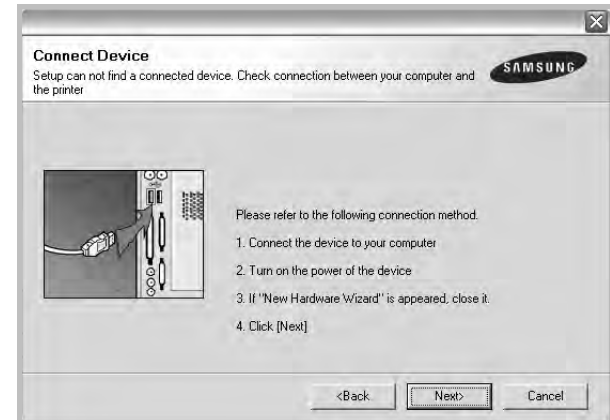 Connect Device
Setup can not find a connected device. Check connection between your computer and
the printer
SAMSUNG
Please refer to the following connection method.
1. Connect the device to your computer
2. Turn on the power of the device
3. If "New Hardware Wizard" is appeared, close it.
4. Click [Next]
<Back
Next>
Cancel